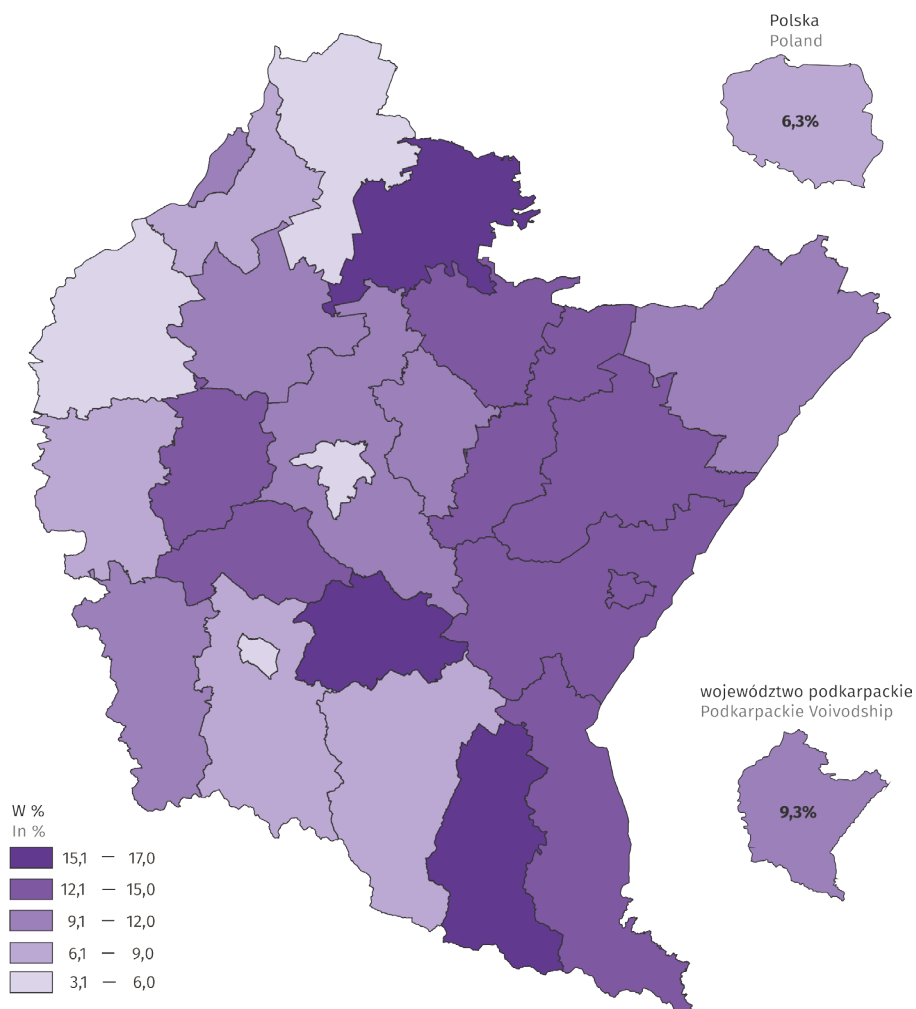 Polska
Poland
6,3%
województwo podkarpackie
Podkarpackie Voivodship
9,3%
W %
In %
15,1 — 17,0
12,1 — 15,0
9,1 — 12,0
6,1 — 9,0
3,1 — 6,0